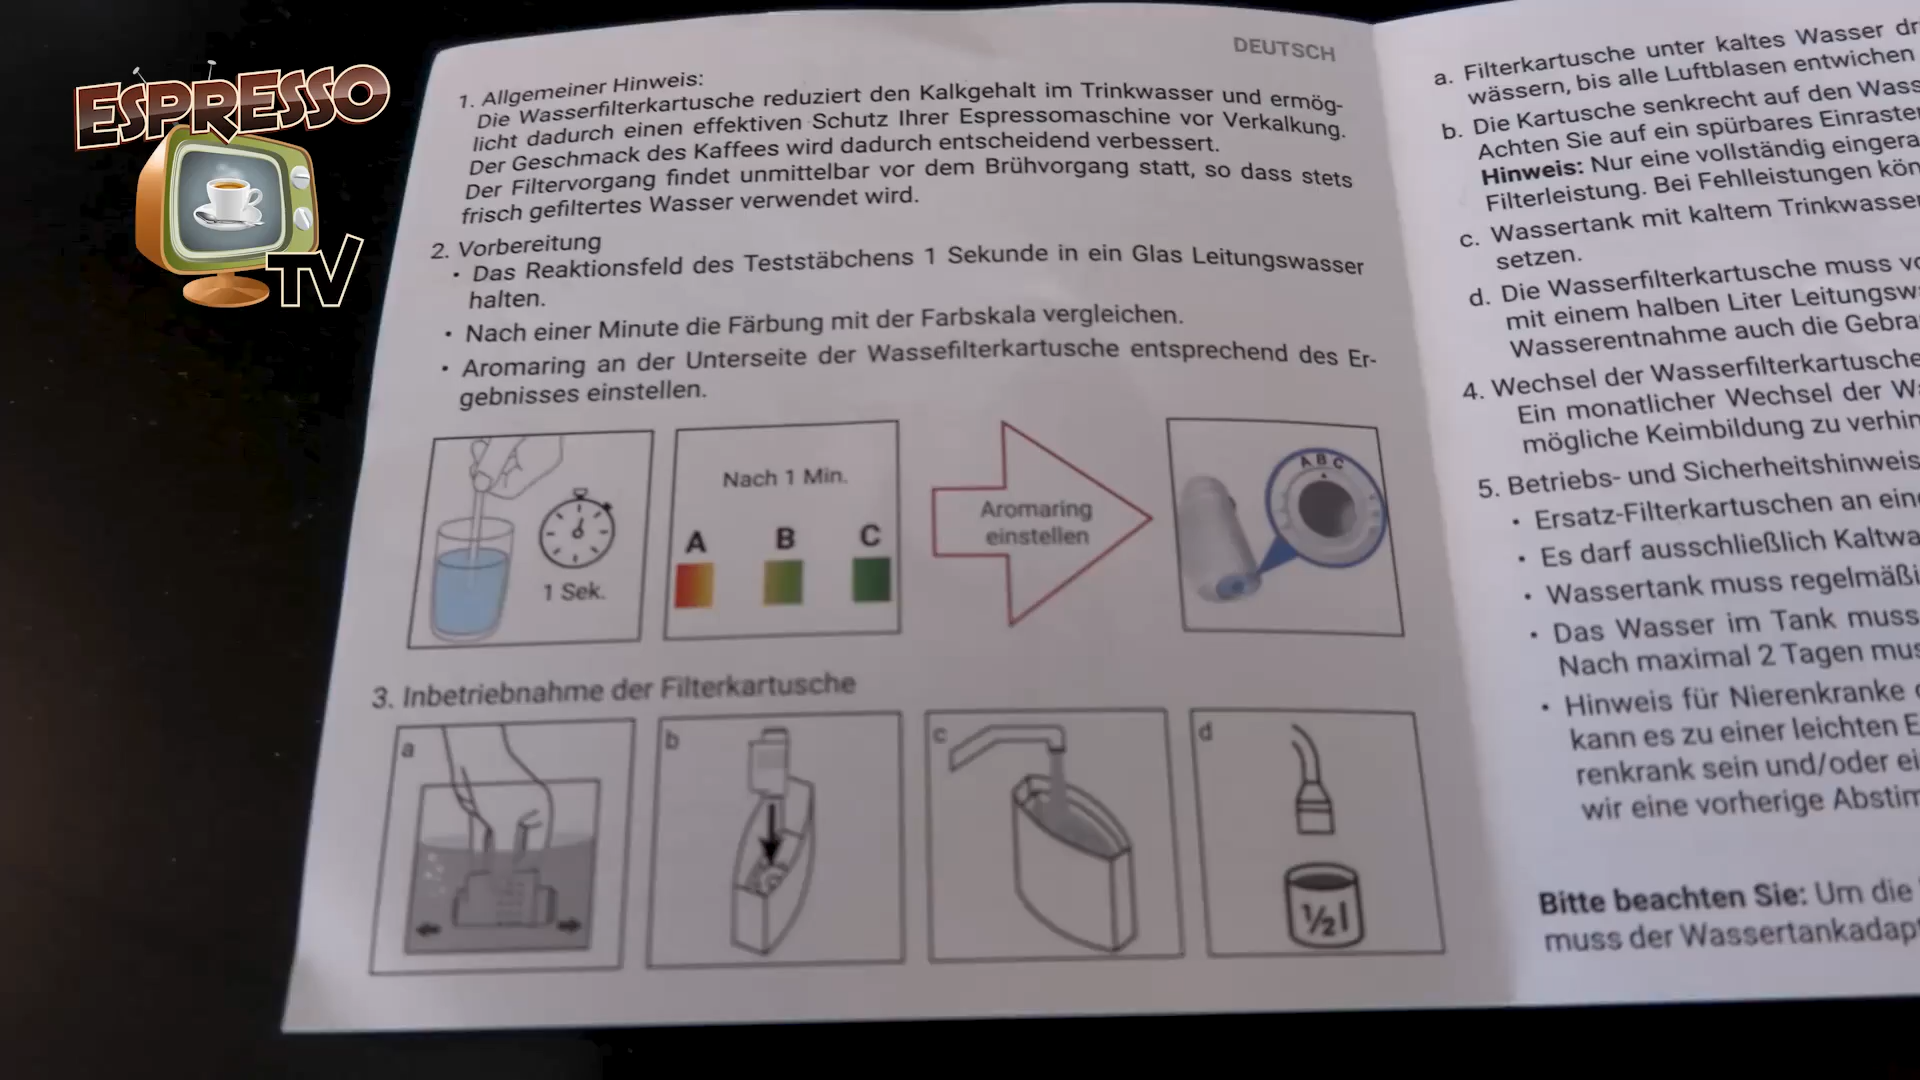 ESPRESSO
TV
DEUTSCH
1. Allgemeiner Hinweis:
Die Wasserfilterkartusche reduziert den Kalkgehalt im Trinkwasser und ermög-
licht dadurch einen effektiven Schutz Ihrer Espressomaschine vor Verkalkung.
Der Geschmack des Kaffees wird dadurch entscheidend verbessert.
Der Filtervorgang findet unmittelbar vor dem Brühvorgang statt, so dass stets
frisch gefiltertes Wasser verwendet wird.
2. Vorbereitung
• Das Reaktionsfeld des Teststäbchens 1 Sekunde in ein Glas Leitungswasser
halten.
• Nach einer Minute die Färbung mit der Farbskala vergleichen.
• Aromaring an der Unterseite der Wassefilterkartusche entsprechend des Er-
gebnisses einstellen.
1 Sek.
Nach 1 Min.
A B C
Aromaring
einstellen
A B C
3. Inbetriebnahme der Filterkartusche
a
b
c
d
½ l
a. Filterkartusche unter kaltes Wasser
wässern, bis alle Luftblasen entwichen
b. Die Kartusche senkrecht auf den
Achten Sie auf ein spürbares
Hinweis: Nur eine vollständig
Filterleistung. Bei Fehlleistungen
c. Wassertank mit kaltem
setzen.
d. Die Wasserfilterkartusche muss
mit einem halben Liter
Wasserentnahme auch die
4. Wechsel der Wasserfilterkartusche
Ein monatlicher Wechsel der
mögliche Keimbildung zu
5. Betriebs- und
• Ersatz-Filterkartuschen an
• Es darf ausschließlich
• Wassertank muss
• Das Wasser im Tank muss
Nach maximal 2 Tagen
• Hinweis für Nierenkranke
kann es zu einer leichten
renkrank sein und/oder
wir eine vorherige
Bitte beachten Sie: Um die
muss der